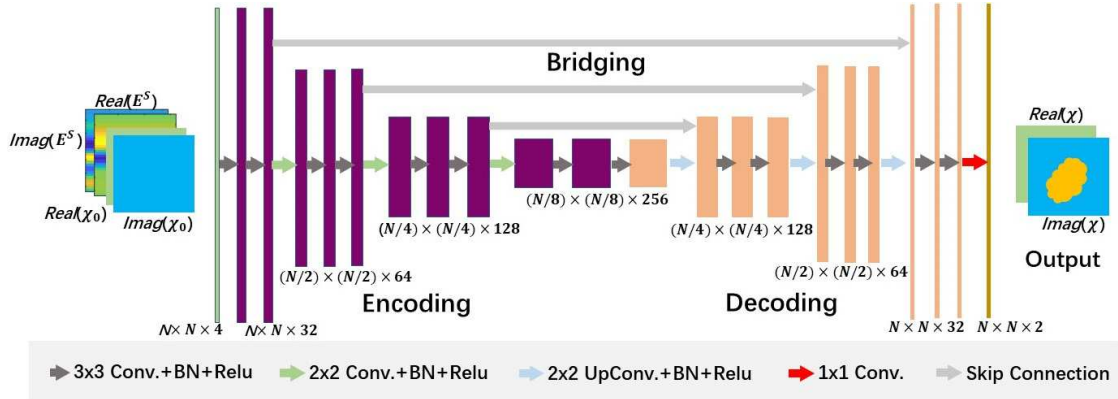 Bridging
Real(E^S)
Imag(E^S)
Real(χ)
Real(χ₀)
Imag(χ₀)
(N/8) × (N/8) × 256
Imag(χ)
(N/4) × (N/4) × 128
(N/4) × (N/4) × 128
Output
(N/2) × (N/2) × 64
(N/2) × (N/2) × 64
Encoding
Decoding
N × N × 4
N × N × 32
N × N × 32
N × N × 2
3x3 Conv.+BN+Relu
2x2 Conv.+BN+Relu
2x2 UpConv.+BN+Relu
1x1 Conv.
Skip Connection